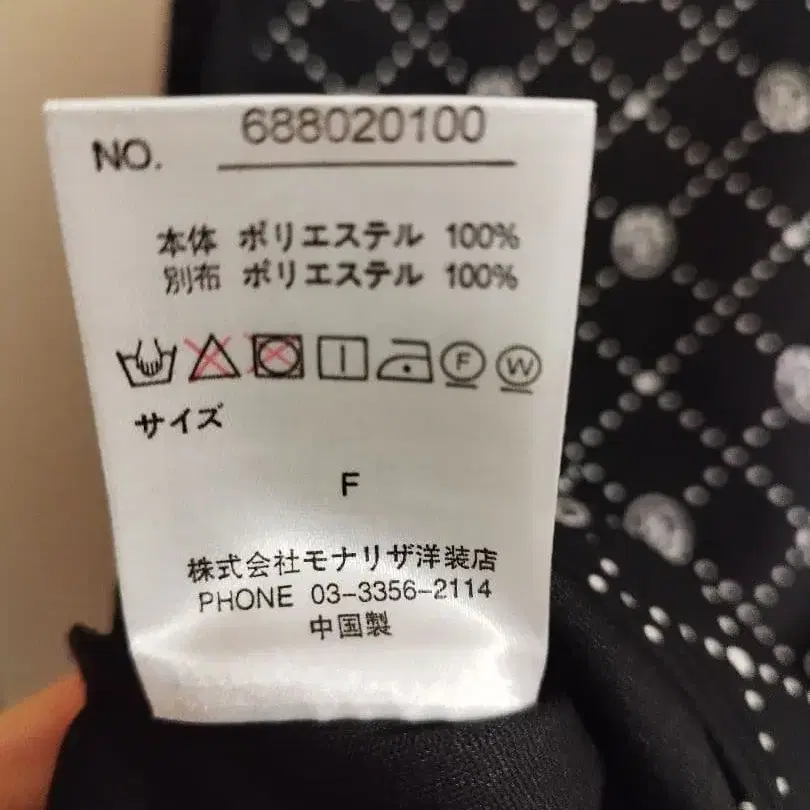 NO. 688020100
本体 ポリエステル 100%
別布 ポリエステル 100%
F W
サイズ
F
株式会社モナリザ洋装店
PHONE 03-3356-2114
中国製